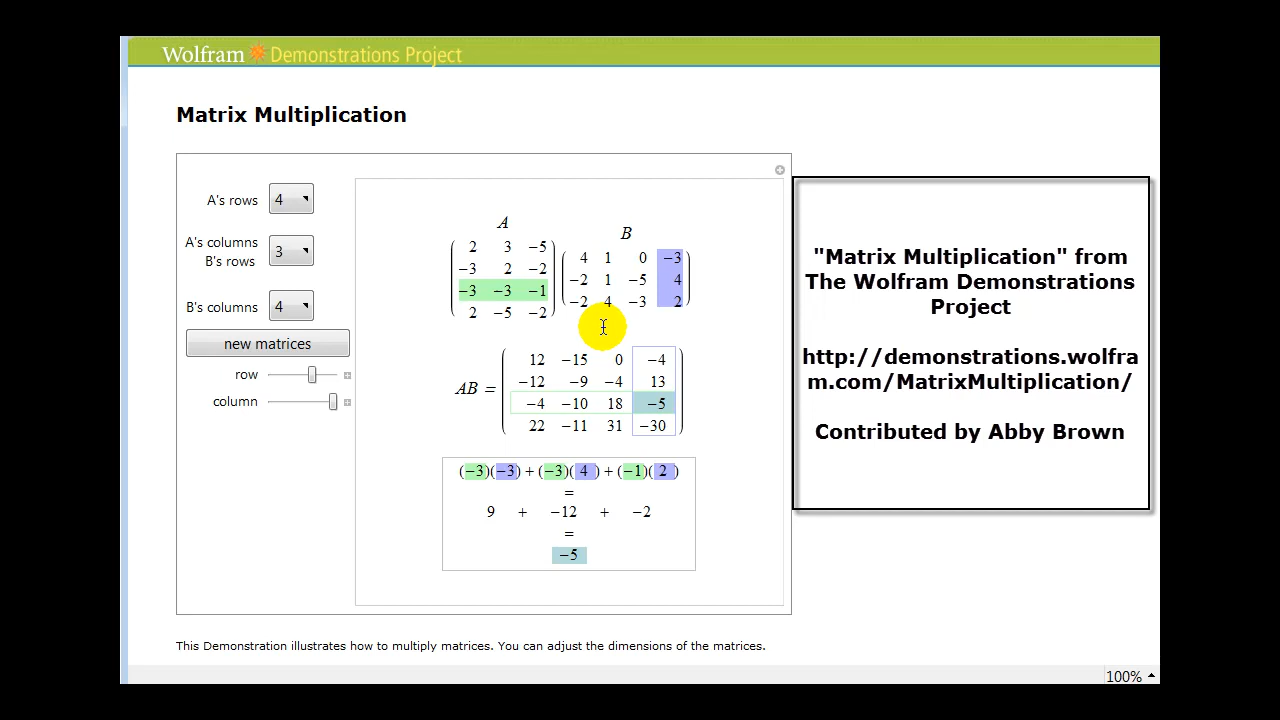 Wolfram Demonstrations Project
Matrix Multiplication
A's rows 4
A's columns
B's rows 3
B's columns 4
new matrices
row
column
A
B
2 3 −5
−3 2 −2
−3 −3 −1
2 −5 −2
4 1 0 −3
−2 1 −5 4
−2 4 −3 2
AB =
12 −15 0 −4
−12 −9 −4 13
−4 −10 18 −5
22 −11 31 −30
(−3)(−3) + (−3)(4) + (−1)(2)
=
9 + −12 + −2
=
−5
"Matrix Multiplication" from
The Wolfram Demonstrations
Project
http://demonstrations.wolfra
m.com/MatrixMultiplication/
Contributed by Abby Brown
This Demonstration illustrates how to multiply matrices. You can adjust the dimensions of the matrices.
100%